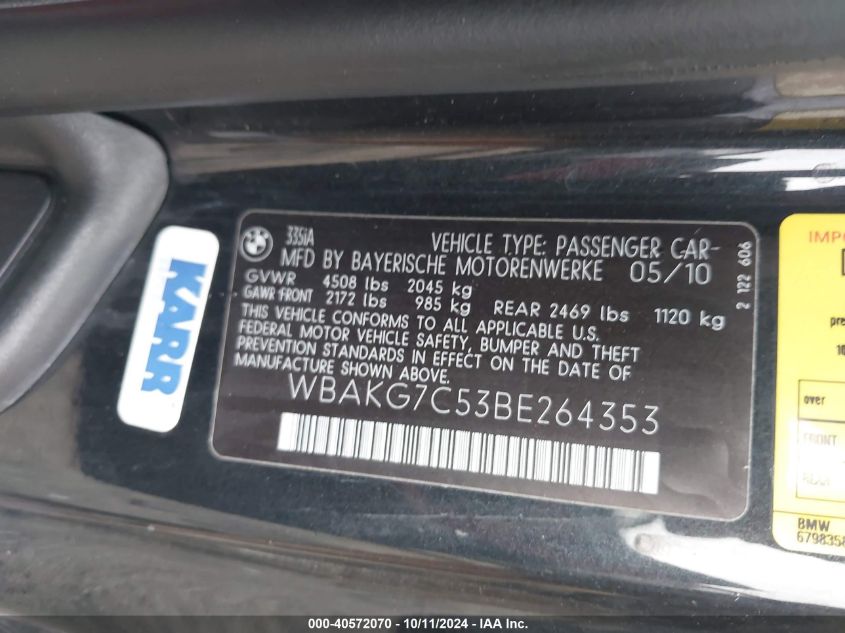 335iA
VEHICLE TYPE: PASSENGER CAR-
MFD BY BAYERISCHE MOTORENWERKE 05/10
GVWR 4508 lbs 2045 kg
GAWR FRONT 2172 lbs 985 kg REAR 2469 lbs 1120 kg
THIS VEHICLE CONFORMS TO ALL APPLICABLE U.S.
FEDERAL MOTOR VEHICLE SAFETY, BUMPER AND THEFT
PREVENTION STANDARDS IN EFFECT ON THE DATE OF
MANUFACTURE SHOWN ABOVE.
WBAKG7C53BE264353
2 122 606
KARR
over
FRONT
BMW
000-40572070 - 10/11/2024 - IAA Inc.